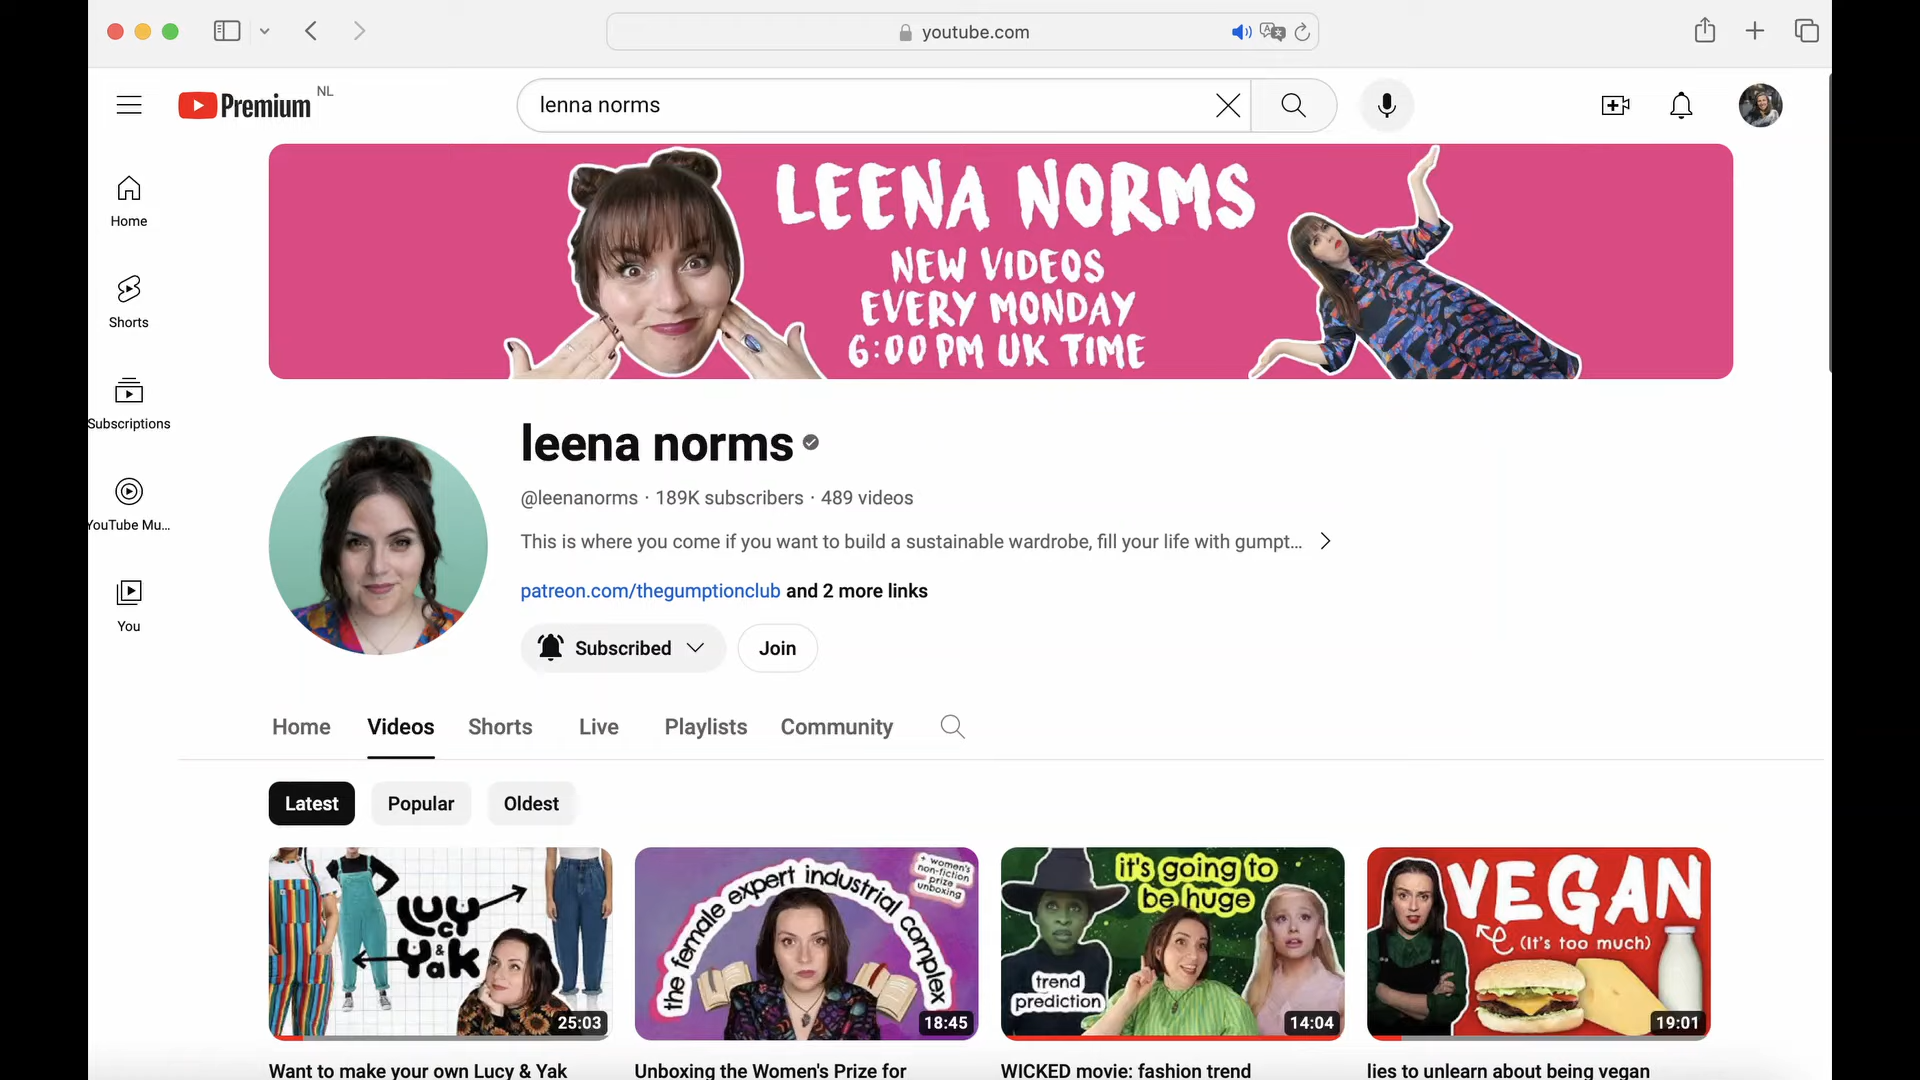 youtube.com
Premium NL
lenna norms
LEENA NORMS
NEW VIDEOS
EVERY MONDAY
6:00 PM UK TIME
Home
Shorts
Subscriptions
YouTube Mu...
You
leena norms
@leenanorms · 189K subscribers · 489 videos
This is where you come if you want to build a sustainable wardrobe, fill your life with gumpt...
patreon.com/thegumptionclub and 2 more links
Subscribed
Join
Home Videos Shorts Live Playlists Community
Latest Popular Oldest
Lucy
&
Yak
25:03
the female expert industrial complex
+ women's
non-fiction
prize
unboxing
18:45
it's going to
be huge
trend
prediction
14:04
VEGAN
(It's too much)
19:01
Want to make your own Lucy & Yak
Unboxing the Women's Prize for
WICKED movie: fashion trend
lies to unlearn about being vegan